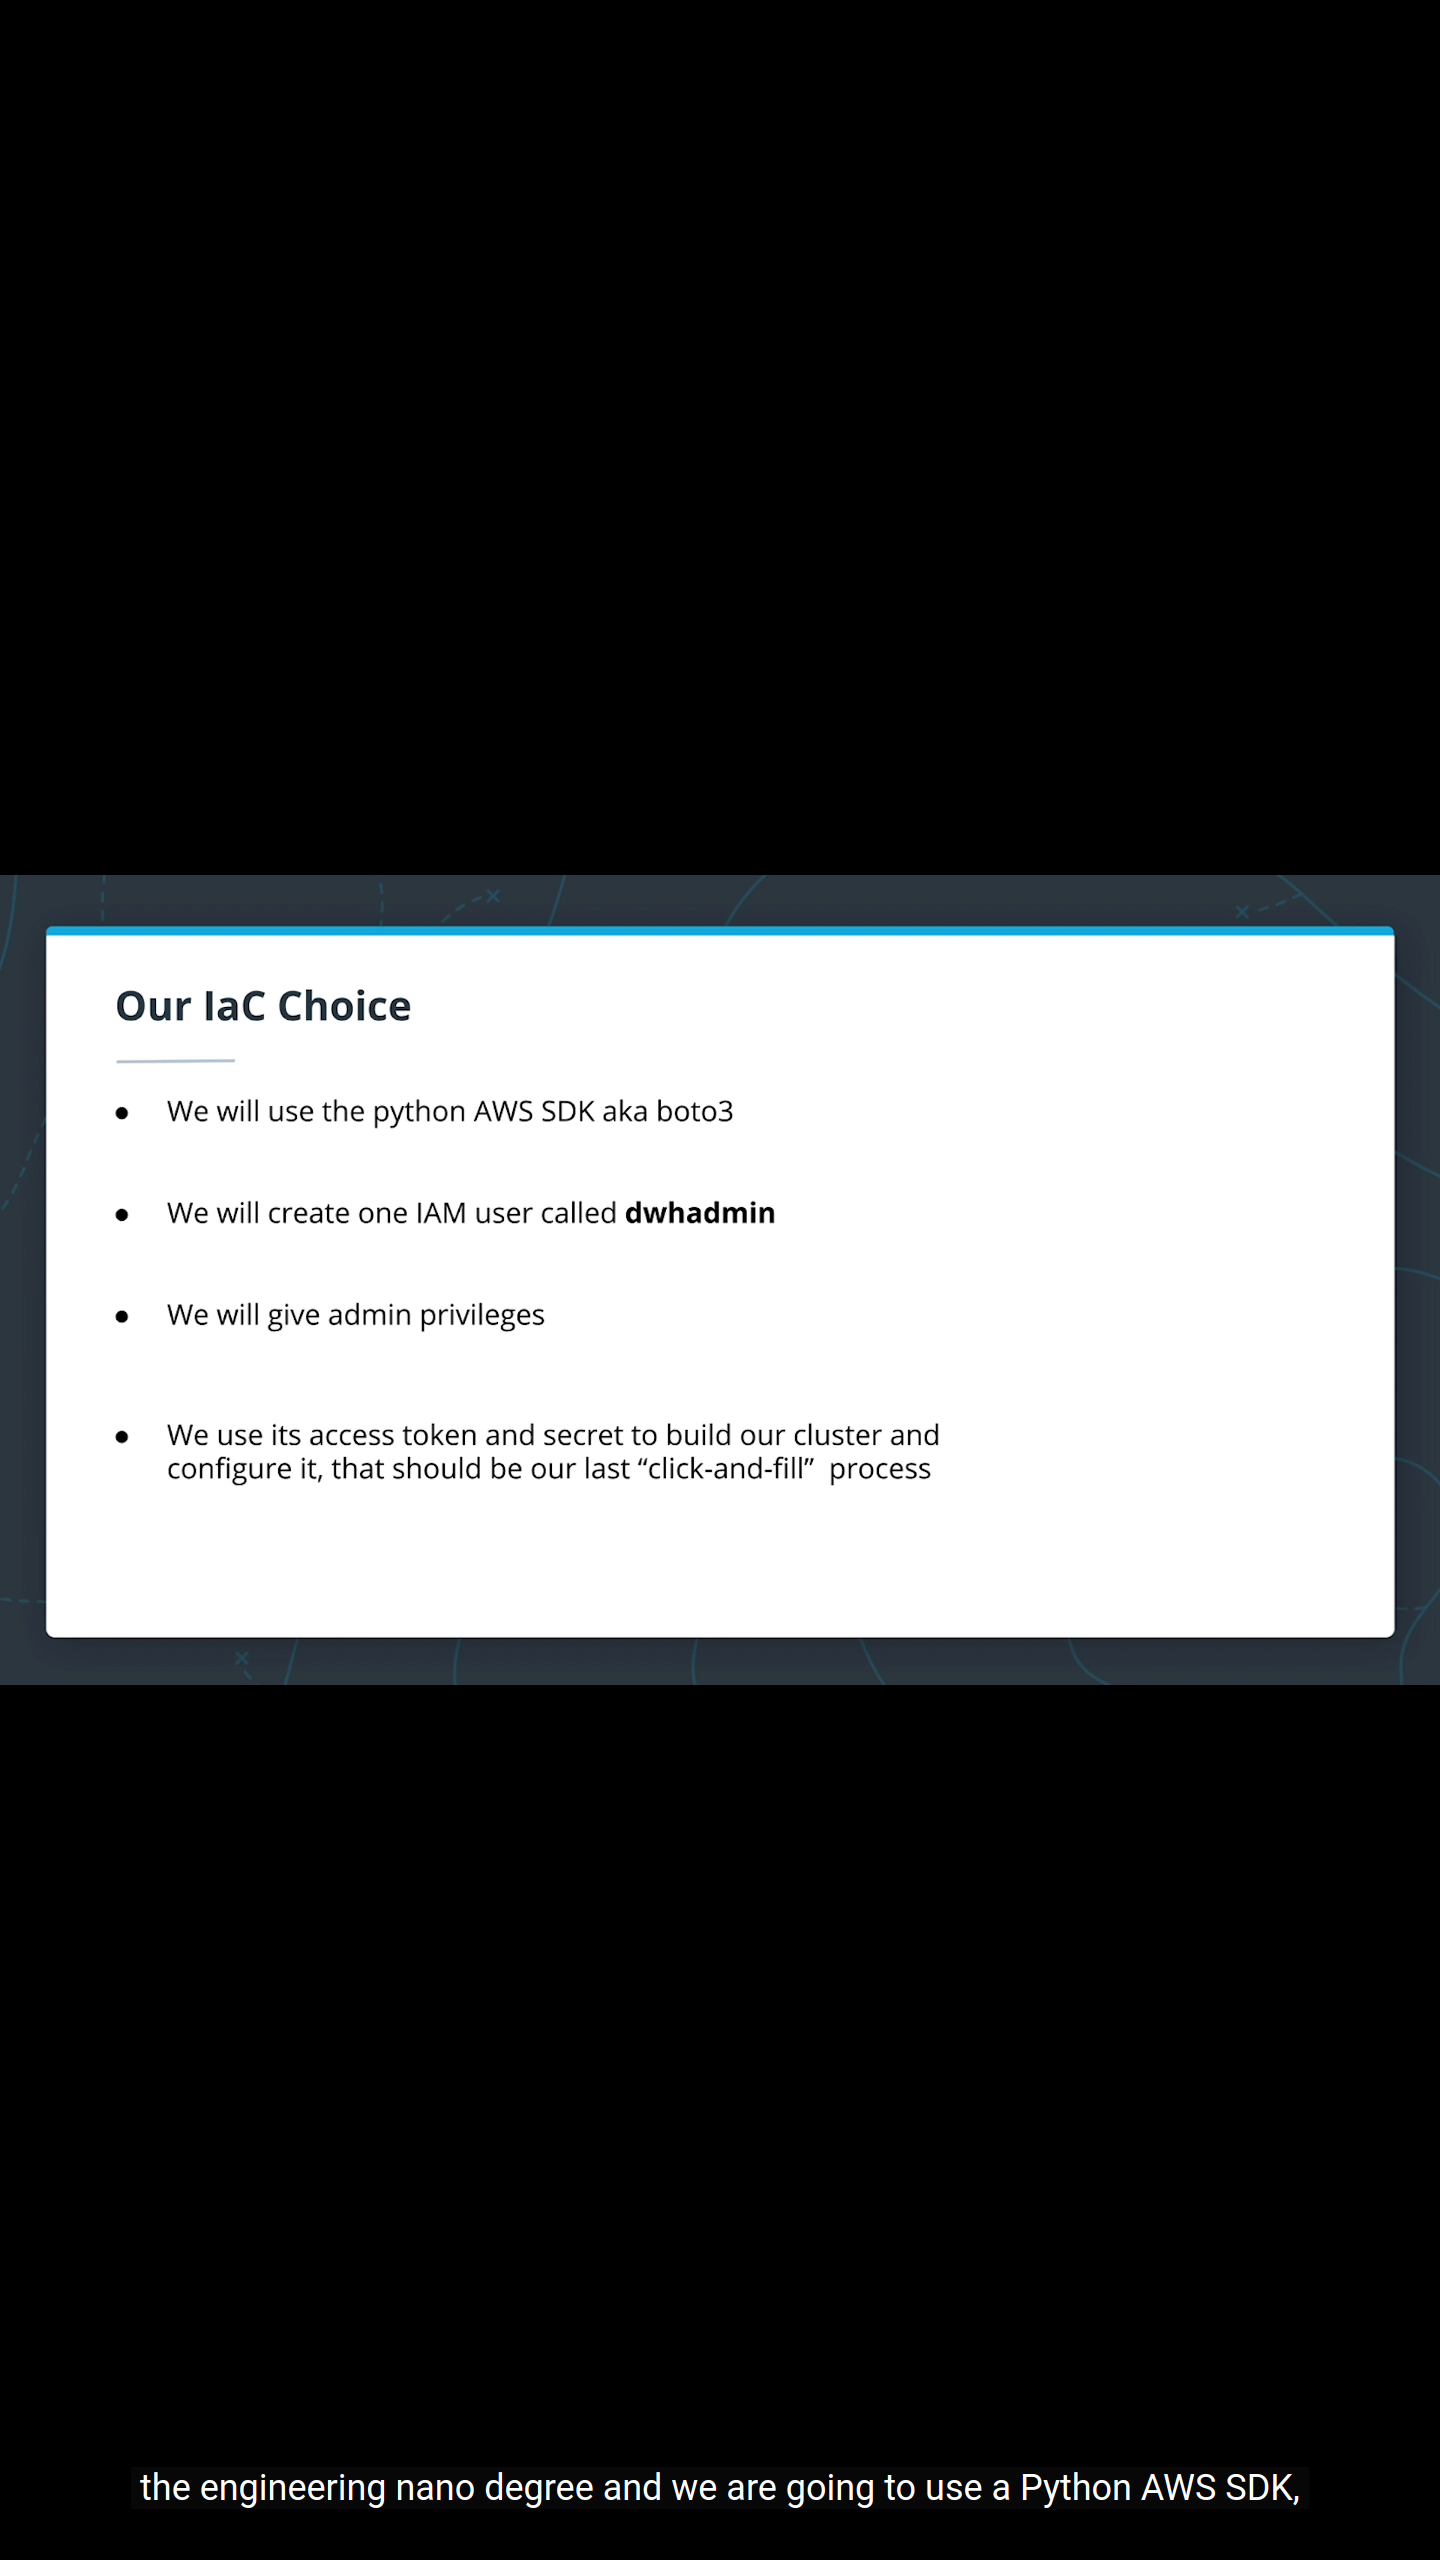 Our IaC Choice
● We will use the python AWS SDK aka boto3
● We will create one IAM user called dwhadmin
● We will give admin privileges
● We use its access token and secret to build our cluster and
configure it, that should be our last “click-and-fill”  process
the engineering nano degree and we are going to use a Python AWS SDK,